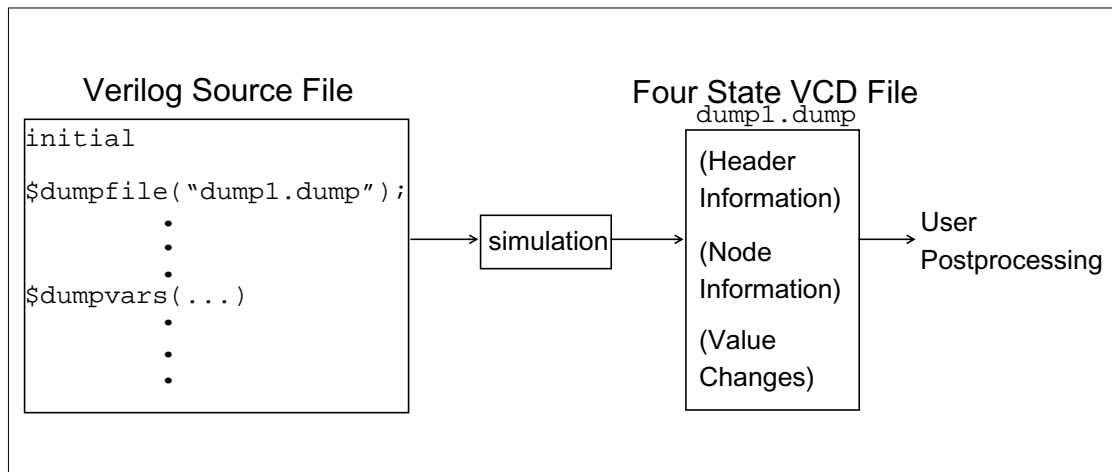 Verilog Source File
initial
$dumpfile(“dump1.dump”);
$dumpvars(...)
simulation
Four State VCD File
dump1.dump
(Header
Information)
(Node
Information)
(Value
Changes)
User
Postprocessing